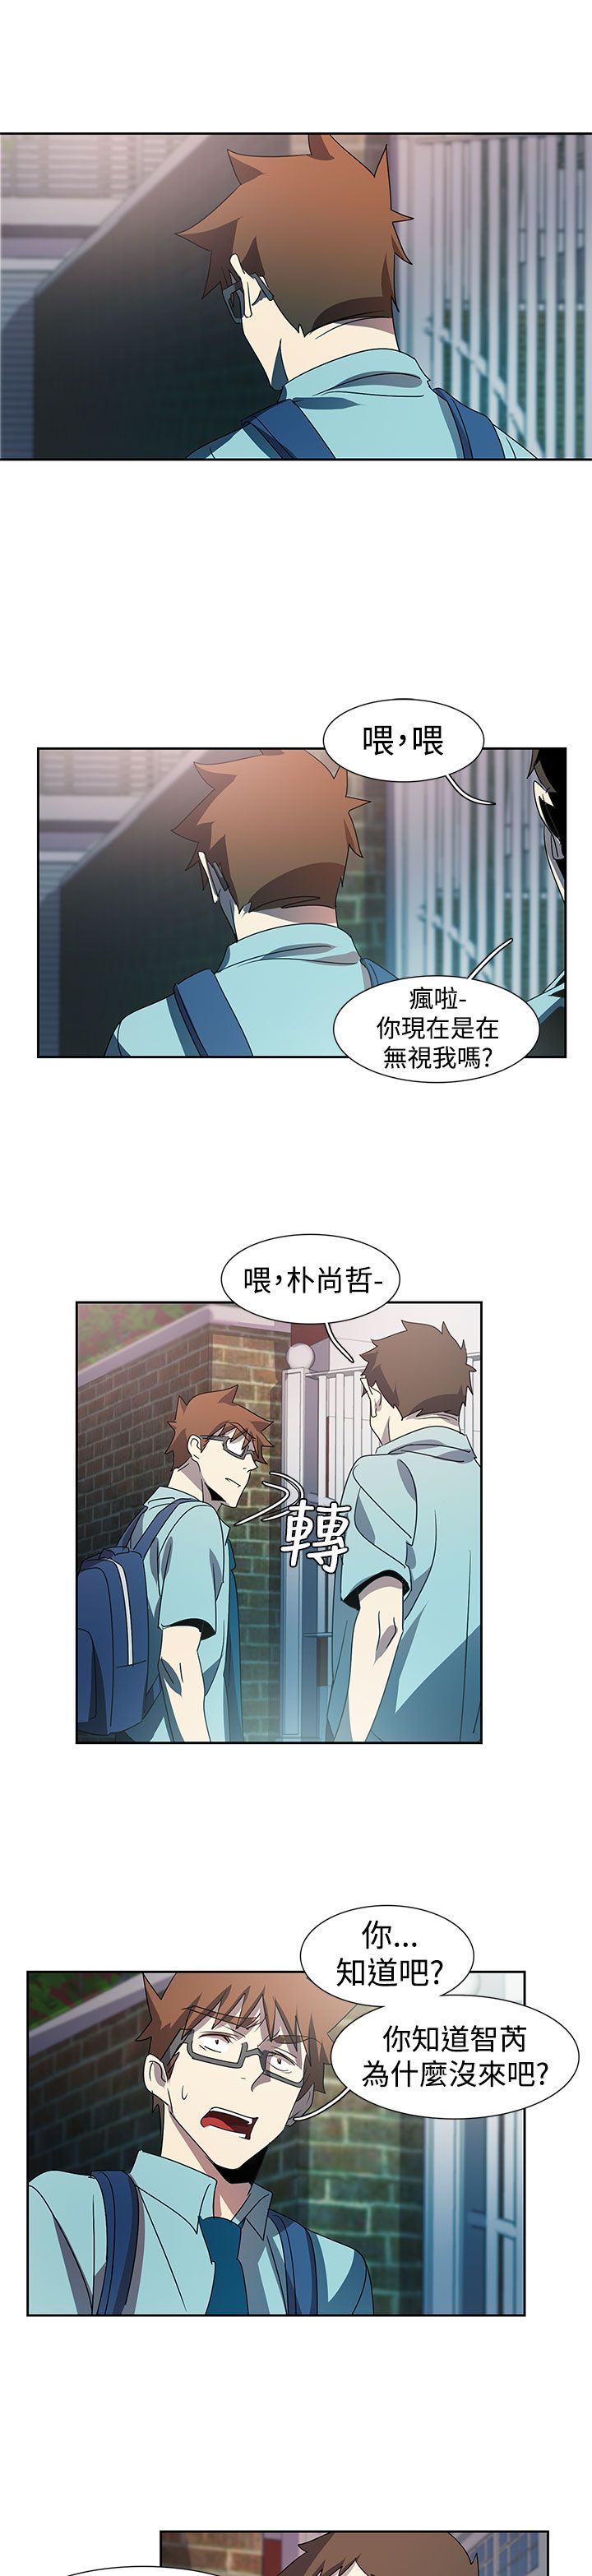 喂，喂
瘋啦-
你現在是在
無視我嗎?
喂，朴尚哲-
轉
你...
知道吧?
你知道智芮
為什麼沒來吧?